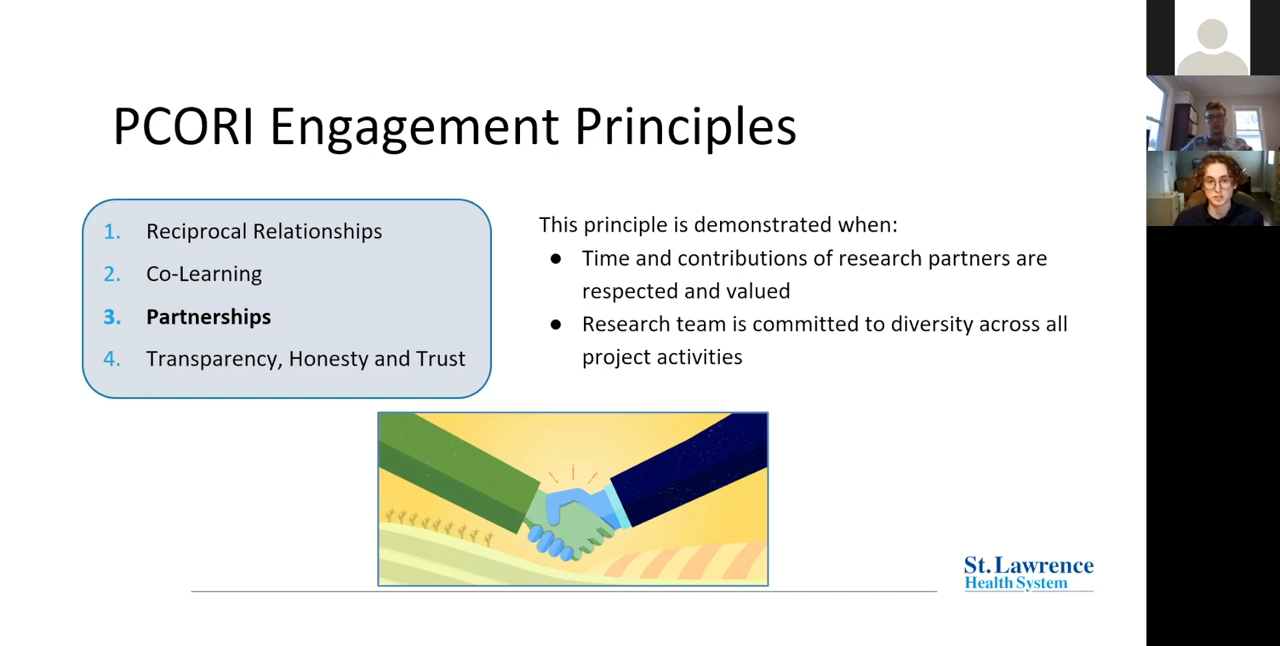 PCORI Engagement Principles
1. Reciprocal Relationships
2. Co-Learning
3. Partnerships
4. Transparency, Honesty and Trust
This principle is demonstrated when:
● Time and contributions of research partners are
respected and valued
● Research team is committed to diversity across all
project activities
St. Lawrence
Health System